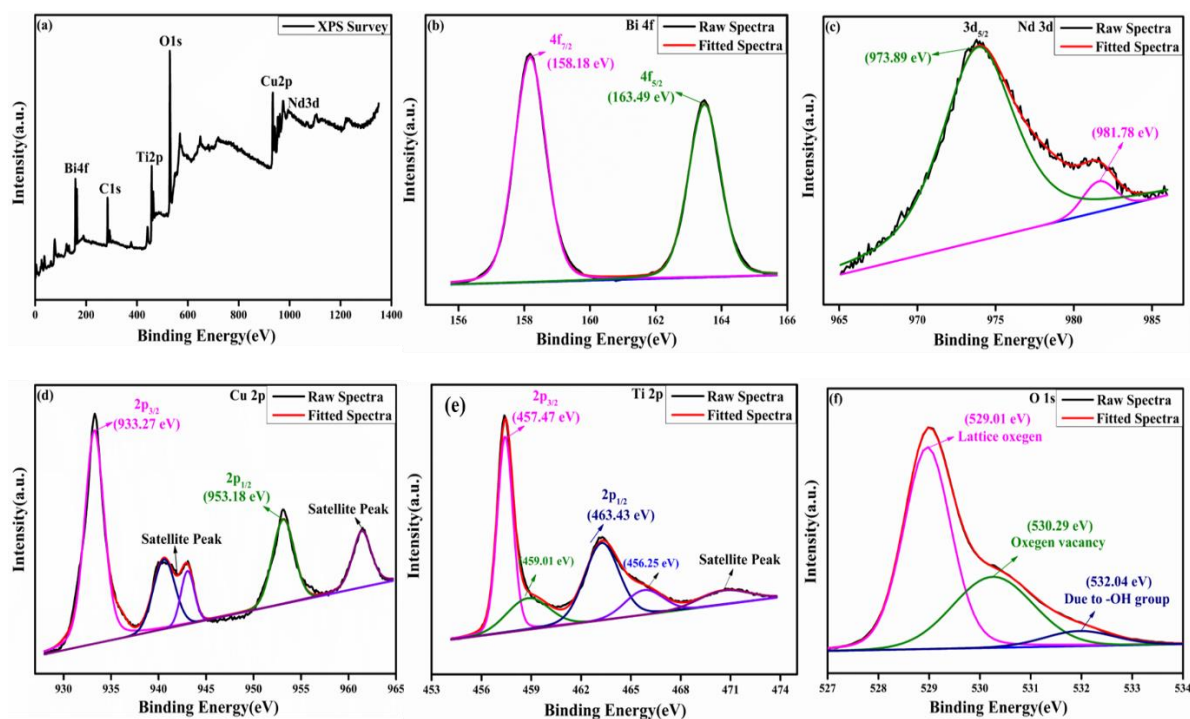 (a)
XPS Survey
O1s
Cu2p
Nd3d
Ti2p
Bi4f
C1s
Intensity(a.u.)
0 200 400 600 800 1000 1200 1400
Binding Energy(eV)
(b)
Bi 4f
Raw Spectra
Fitted Spectra
4f7/2
(158.18 eV)
4f5/2
(163.49 eV)
Intensity(a.u.)
156 158 160 162 164 166
Binding Energy(eV)
(c)
3d5/2
Nd 3d
Raw Spectra
Fitted Spectra
(973.89 eV)
(981.78 eV)
Intensity(a.u.)
965 970 975 980 985
Binding Energy(eV)
(d)
Cu 2p
Raw Spectra
Fitted Spectra
2p3/2
(933.27 eV)
2p1/2
(953.18 eV)
Satellite Peak
Satellite Peak
Intensity(a.u.)
930 935 940 945 950 955 960 965
Binding Energy(eV)
(e)
Ti 2p
Raw Spectra
Fitted Spectra
2p3/2
(457.47 eV)
2p1/2
(463.43 eV)
(459.01 eV)
(456.25 eV)
Satellite Peak
Intensity(a.u.)
453 456 459 462 465 468 471 474
Binding Energy(eV)
(f)
O 1s
Raw Spectra
Fitted Spectra
(529.01 eV)
Lattice oxygen
(530.29 eV)
Oxegen vacancy
(532.04 eV)
Due to -OH group
Intensity(a.u.)
527 528 529 530 531 532 533 534
Binding Energy(eV)